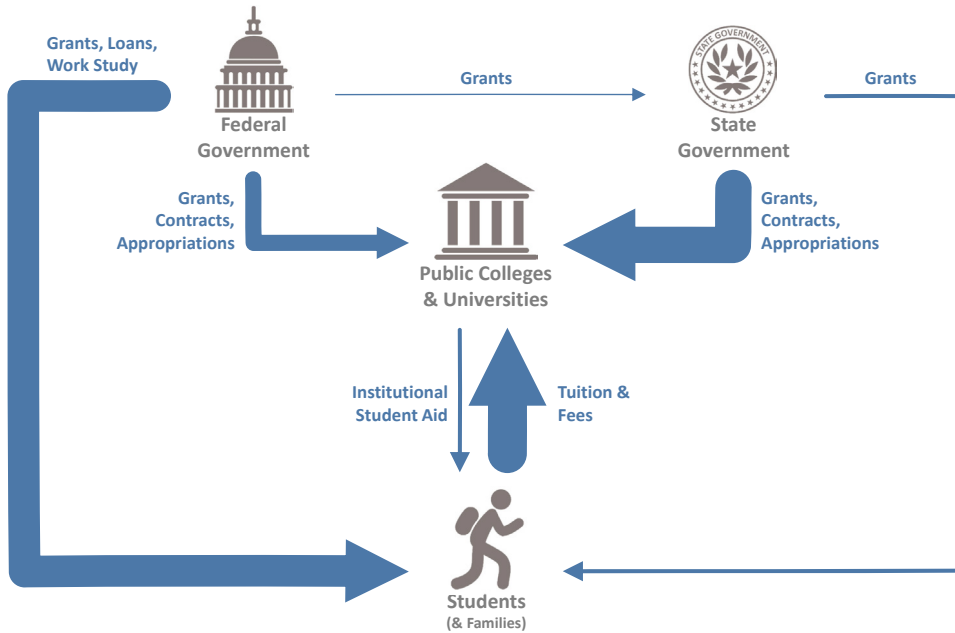 Grants, Loans,
Work Study
Grants
STATE GOVERNMENT
Grants
Federal
Government
State
Government
Grants,
Contracts,
Appropriations
Grants,
Contracts,
Appropriations
Public Colleges
& Universities
Institutional
Student Aid
Tuition &
Fees
Students
(& Families)